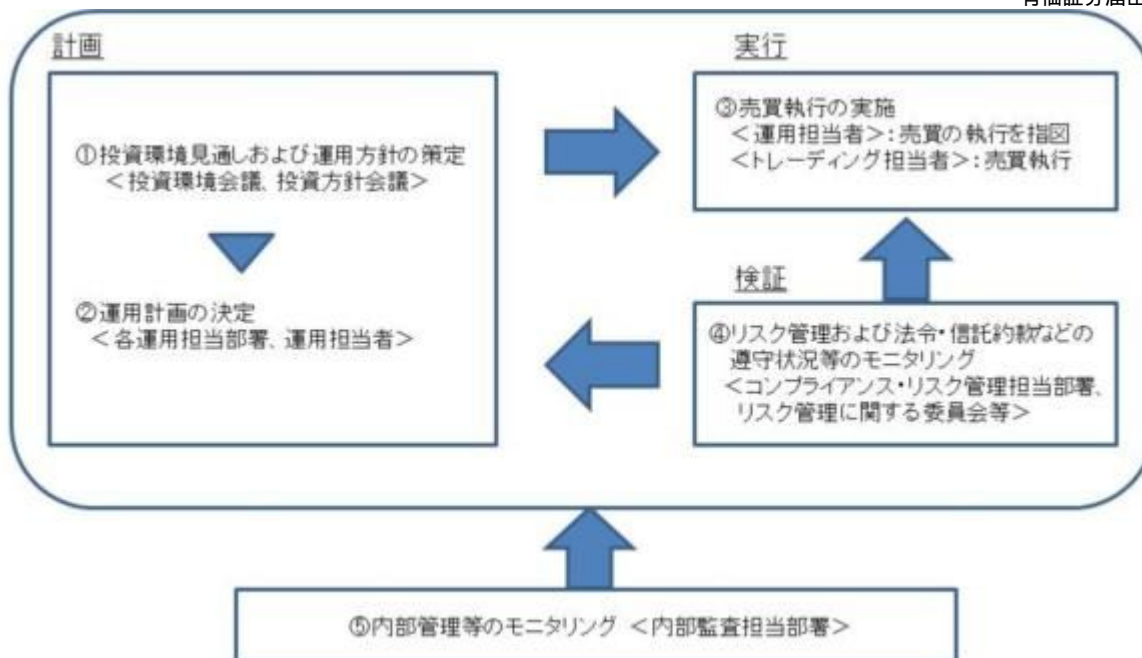 計画
①投資環境見通しおよび運用方針の策定
＜投資環境会議、投資方針会議＞
②運用計画の決定
＜各運用担当部署、運用担当者＞
実行
③売買執行の実施
＜運用担当者＞：売買の執行を指図
＜トレーディング担当者＞：売買執行
検証
④リスク管理および法令・信託約款などの
遵守状況等のモニタリング
＜コンプライアンス・リスク管理担当部署、
リスク管理に関する委員会等＞
⑤内部管理等のモニタリング ＜内部監査担当部署＞